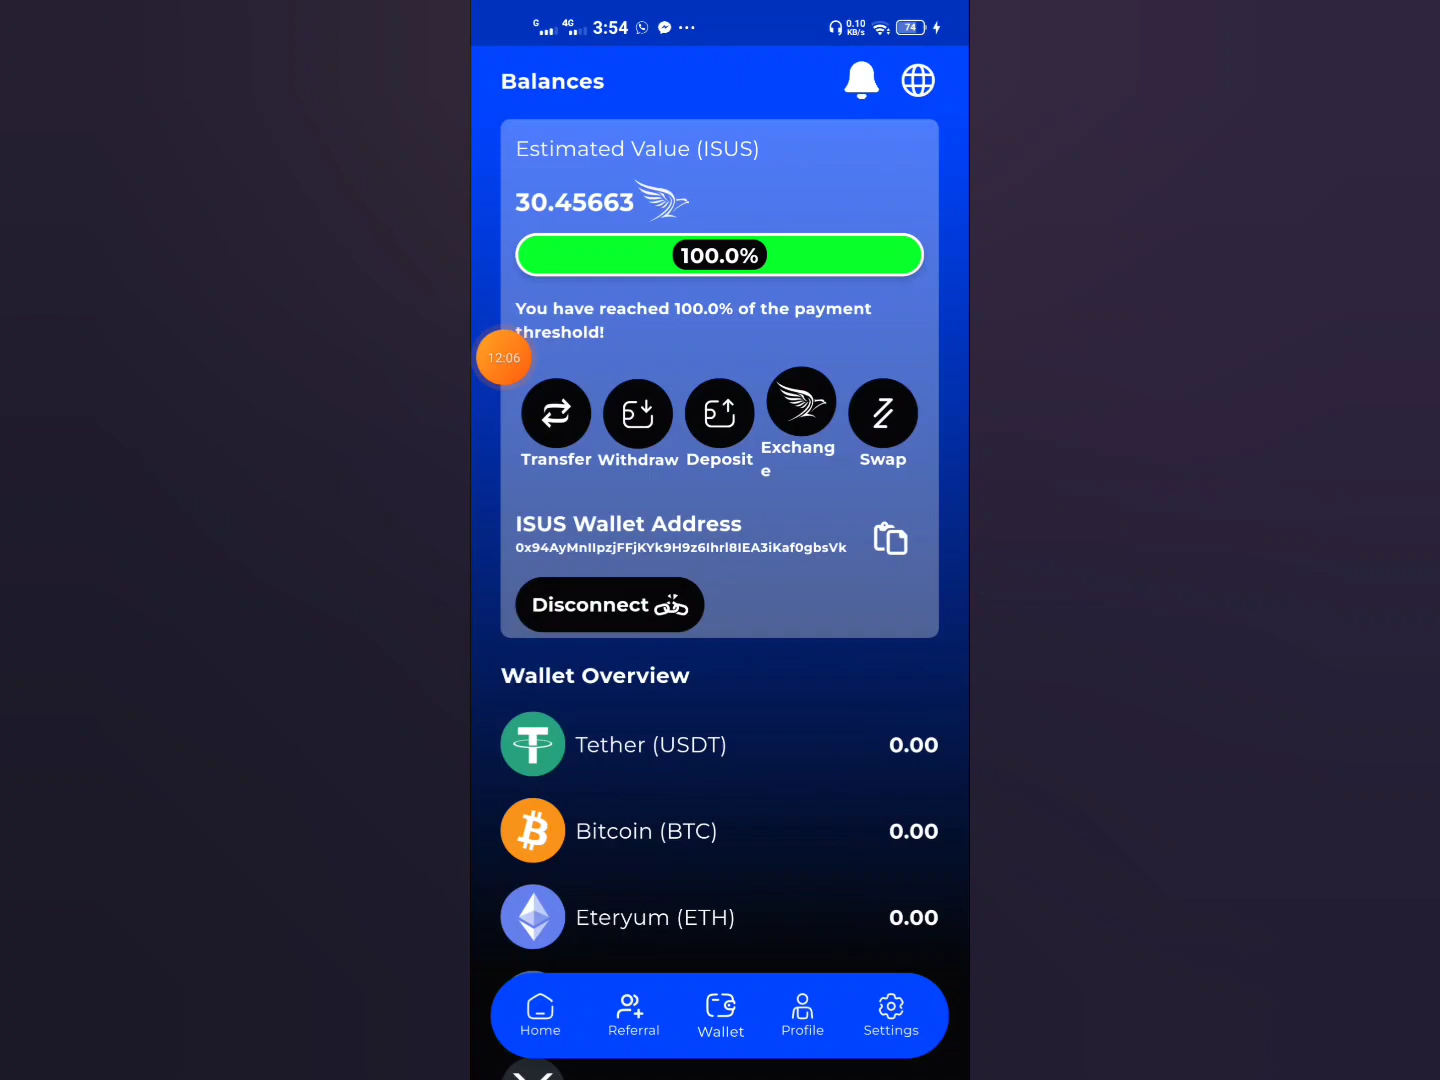 G 4G 3:54 0.10 KB/s 74
Balances
Estimated Value (ISUS)
30.45663
100.0%
You have reached 100.0% of the payment
threshold!
12:06
Transfer Withdraw Deposit Exchang
e Swap
ISUS Wallet Address
0x94AyMnIIpzjFFjKYk9H9z6Ihrl8IEA3iKaf0gbsVk
Disconnect
Wallet Overview
Tether (USDT) 0.00
Bitcoin (BTC) 0.00
Eteryum (ETH) 0.00
Home Referral Wallet Profile Settings